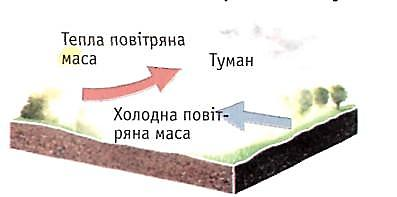 Тепла повітряна
маса
Туман
Холодна повіт-
ряна маса